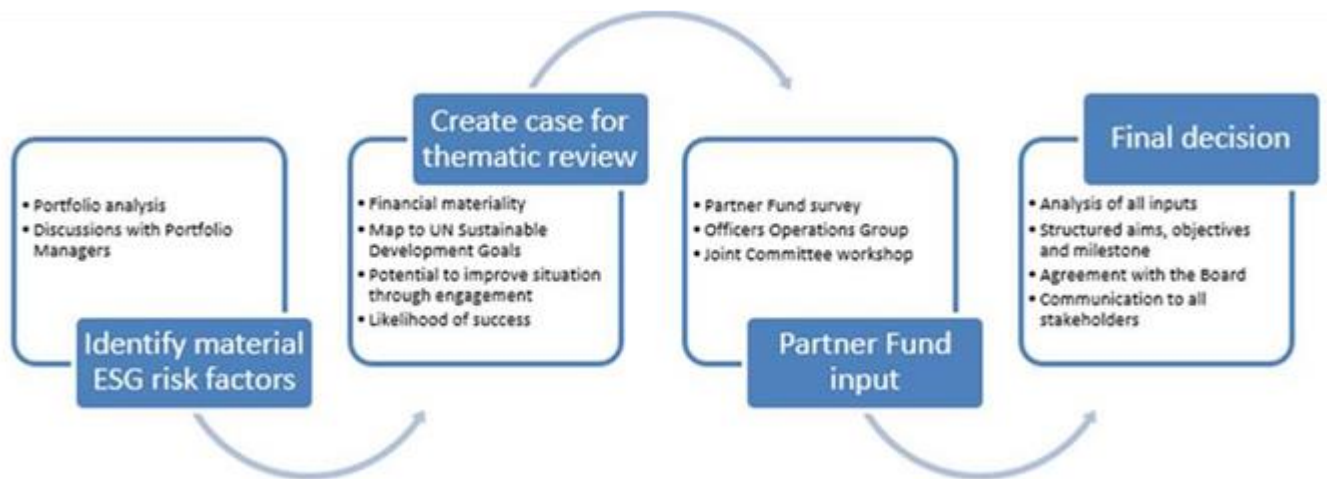 • Portfolio analysis
• Discussions with Portfolio
Managers
Identify material
ESG risk factors
Create case for
thematic review
• Financial materiality
• Map to UN Sustainable
Development Goals
• Potential to improve situation
through engagement
• Likelihood of success
• Partner Fund survey
• Officers Operations Group
• Joint Committee workshop
Partner Fund
input
Final decision
• Analysis of all inputs
• Structured aims, objectives
and milestone
• Agreement with the Board
• Communication to all
stakeholders